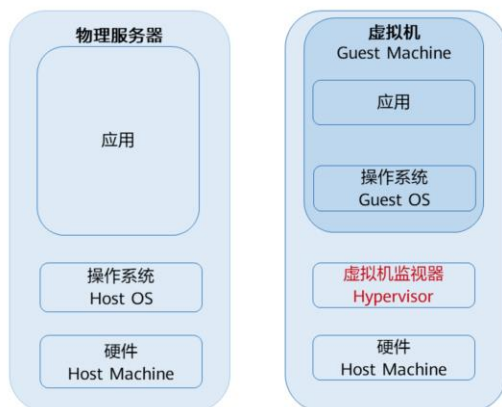 物理服务器
应用
操作系统
Host OS
硬件
Host Machine
虚拟机
Guest Machine
应用
操作系统
Guest OS
虚拟机监视器
Hypervisor
硬件
Host Machine